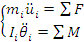 {m_i ü_i = ∑ F
I_i θ̈_i = ∑ M